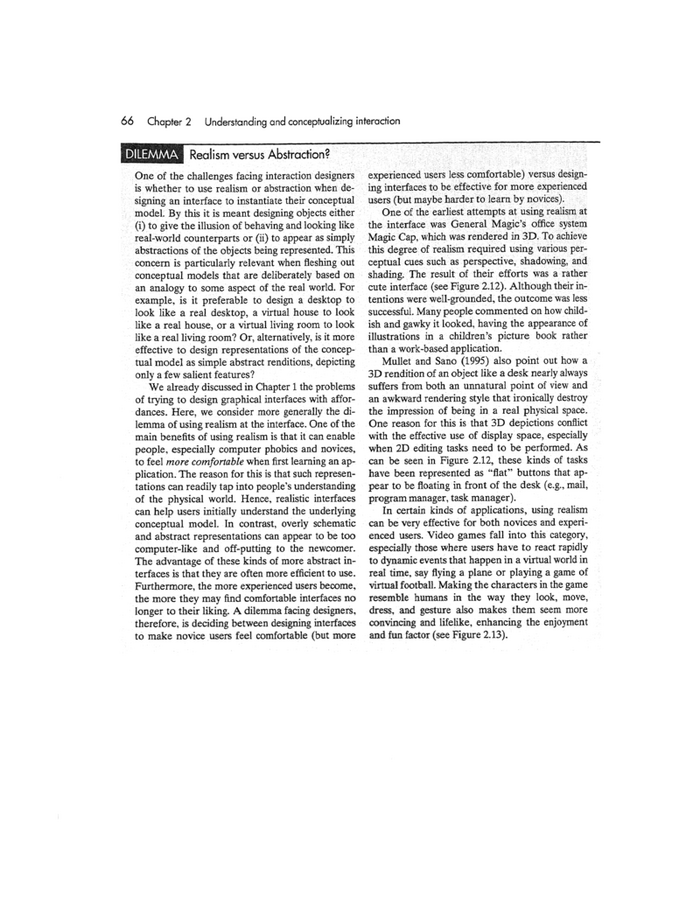 66 Chapter 2 Understanding and conceptualizing interaction
DILEMMA Realism versus Abstraction?
One of the challenges facing interaction designers
is whether to use realism or abstraction when de-
signing an interface to instantiate their conceptual
model. By this it is meant designing objects either
(i) to give the illusion of behaving and looking like
real-world counterparts or (ii) to appear as simply
abstractions of the objects being represented. This
concern is particularly relevant when fleshing out
conceptual models that are deliberately based on
an analogy to some aspect of the real world. For
example, is it preferable to design a desktop to
look like a real desktop, a virtual house to look
like a real house, or a virtual living room to look
like a real living room? Or, alternatively, is it more
effective to design representations of the concep-
tual model as simple abstract renditions, depicting
only a few salient features?
We already discussed in Chapter 1 the problems
of trying to design graphical interfaces with affor-
dances. Here, we consider more generally the di-
lemma of using realism at the interface. One of the
main benefits of using realism is that it can enable
people, especially computer phobics and novices,
to feel more comfortable when first learning an ap-
plication. The reason for this is that such represen-
tations can readily tap into people's understanding
of the physical world. Hence, realistic interfaces
can help users initially understand the underlying
conceptual model. In contrast, overly schematic
and abstract representations can appear to be too
computer-like and off-putting to the newcomer.
The advantage of these kinds of more abstract in-
terfaces is that they are often more efficient to use.
Furthermore, the more experienced users become,
the more they may find comfortable interfaces no
longer to their liking. A dilemma facing designers,
therefore, is deciding between designing interfaces
to make novice users feel comfortable (but more
experienced users less comfortable) versus design-
ing interfaces to be effective for more experienced
users (but maybe harder to learn by novices).
One of the earliest attempts at using realism at
the interface was General Magic's office system
Magic Cap, which was rendered in 3D. To achieve
this degree of realism required using various per-
ceptual cues such as perspective, shadowing, and
shading. The result of their efforts was a rather
cute interface (see Figure 2.12). Although their in-
tentions were well-grounded, the outcome was less
successful. Many people commented on how child-
ish and gawky it looked, having the appearance of
illustrations in a children's picture book rather
than a work-based application.
Mullet and Sano (1995) also point out how a
3D rendition of an object like a desk nearly always
suffers from both an unnatural point of view and
an awkward rendering style that ironically destroy
the impression of being in a real physical space.
One reason for this is that 3D depictions conflict
with the effective use of display space, especially
when 2D editing tasks need to be performed. As
can be seen in Figure 2.12, these kinds of tasks
have been represented as "flat" buttons that ap-
pear to be floating in front of the desk (e.g., mail,
program manager, task manager).
In certain kinds of applications, using realism
can be very effective for both novices and experi-
enced users. Video games fall into this category,
especially those where users have to react rapidly
to dynamic events that happen in a virtual world in
real time, say flying a plane or playing a game of
virtual football. Making the characters in the game
resemble humans in the way they look, move,
dress, and gesture also makes them seem more
convincing and lifelike, enhancing the enjoyment
and fun factor (see Figure 2.13).